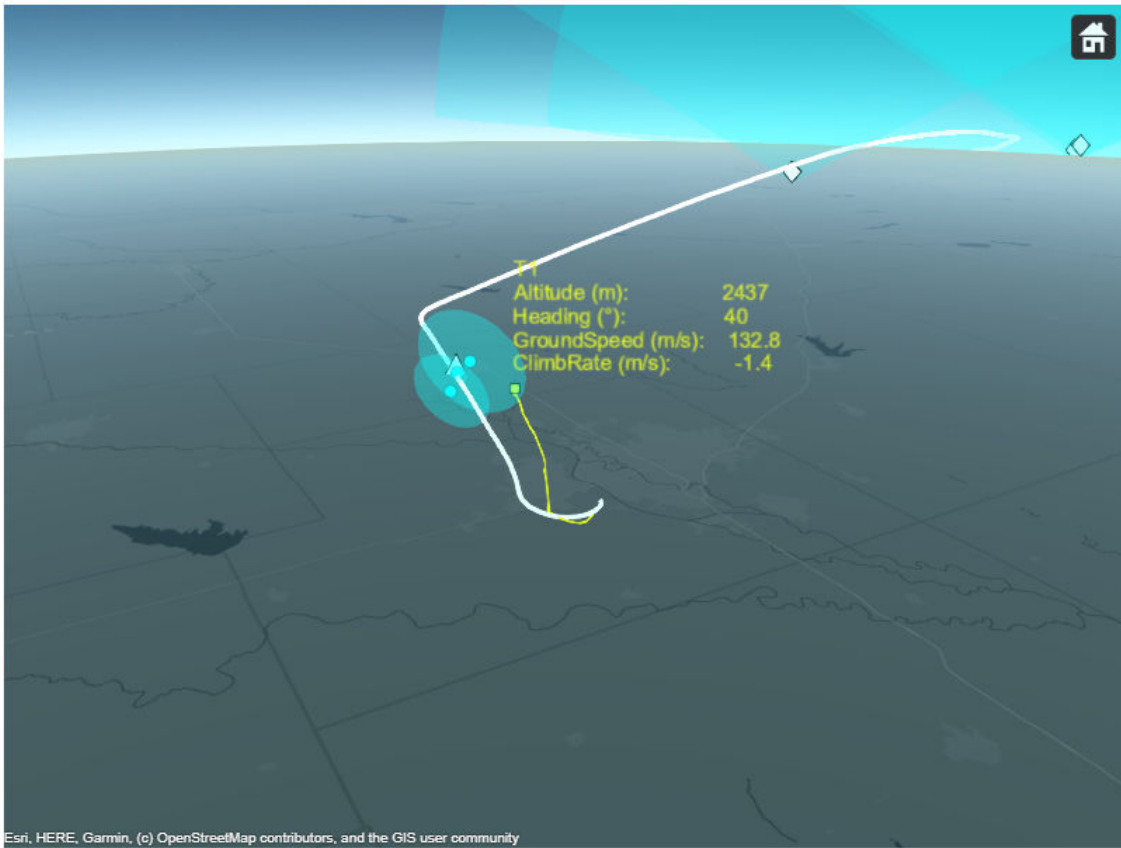 T1
Altitude (m): 2437
Heading (°): 40
GroundSpeed (m/s): 132.8
ClimbRate (m/s): -1.4
Esri, HERE, Garmin, (c) OpenStreetMap contributors, and the GIS user community